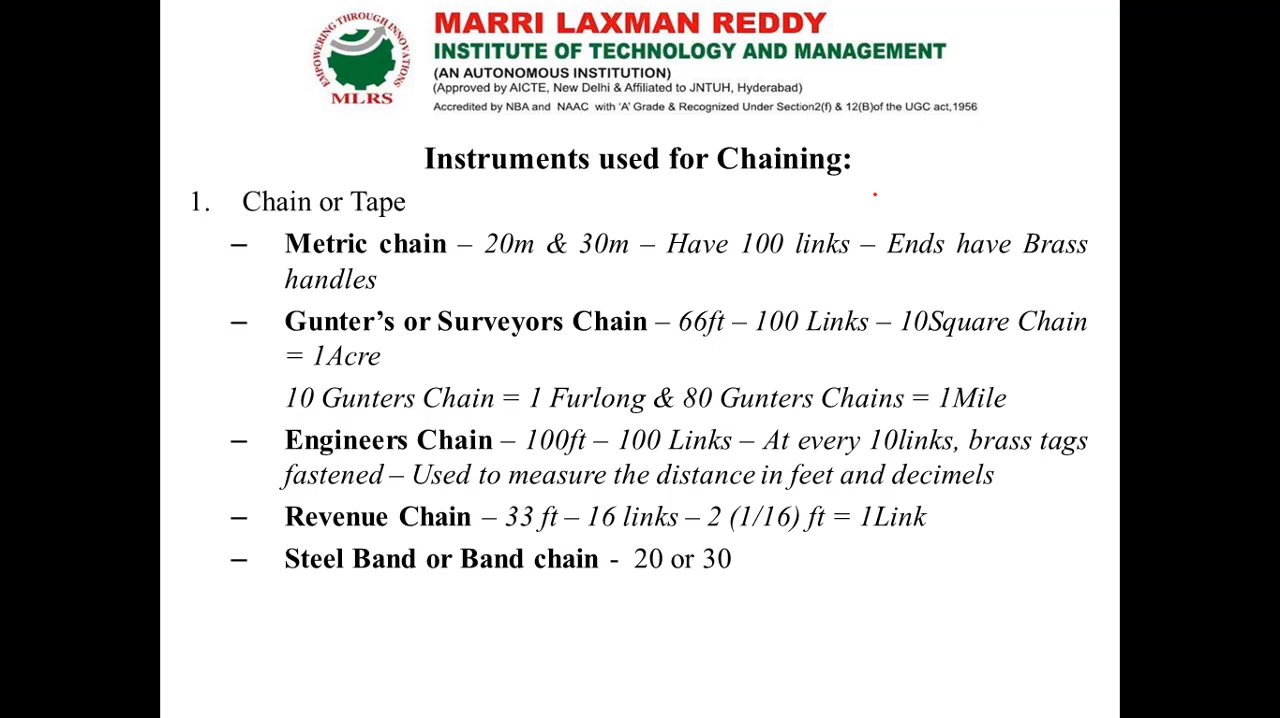 EMPOWERING THROUGH INNOVATIONS
MLRS
MARRI LAXMAN REDDY
INSTITUTE OF TECHNOLOGY AND MANAGEMENT
(AN AUTONOMOUS INSTITUTION)
(Approved by AICTE, New Delhi & Affiliated to JNTUH, Hyderabad)
Accredited by NBA and NAAC with ‘A’ Grade & Recognized Under Section2(f) & 12(B)of the UGC act,1956
Instruments used for Chaining:
1. Chain or Tape
– Metric chain – 20m & 30m – Have 100 links – Ends have Brass
handles
– Gunter’s or Surveyors Chain – 66ft – 100 Links – 10Square Chain
= 1Acre
10 Gunters Chain = 1 Furlong & 80 Gunters Chains = 1Mile
– Engineers Chain – 100ft – 100 Links – At every 10links, brass tags
fastened – Used to measure the distance in feet and decimels
– Revenue Chain – 33 ft – 16 links – 2 (1/16) ft = 1Link
– Steel Band or Band chain - 20 or 30